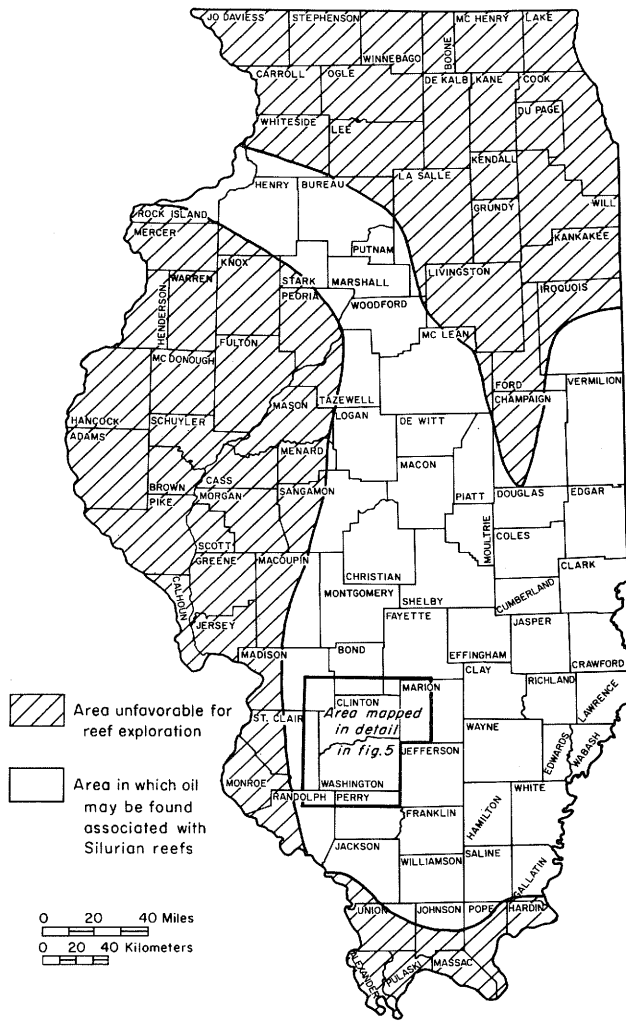 JO DAVIESS
STEPHENSON
WINNEBAGO
BOONE
MC HENRY
LAKE
CARROLL
OGLE
DE KALB
KANE
COOK
DU PAGE
WHITESIDE
LEE
KENDALL
LA SALLE
HENRY
BUREAU
GRUNDY
WILL
ROCK ISLAND
MERCER
PUTNAM
KANKAKEE
KNOX
WARREN
HENDERSON
STARK
MARSHALL
LIVINGSTON
IROQUOIS
PEORIA
WOODFORD
FULTON
MC LEAN
MC DONOUGH
FORD
VERMILION
CHAMPAIGN
HANCOCK
ADAMS
SCHUYLER
MASON
TAZEWELL
LOGAN
DE WITT
MENARD
MACON
BROWN
PIKE
CASS
MORGAN
SANGAMON
PIATT
DOUGLAS
EDGAR
MOULTRIE
COLES
SCOTT
GREENE
MACOUPIN
CHRISTIAN
CLARK
MONTGOMERY
SHELBY
CUMBERLAND
CALHOUN
JERSEY
FAYETTE
JASPER
MADISON
BOND
EFFINGHAM
CRAWFORD
CLAY
RICHLAND
LAWRENCE
CLINTON
MARION
ST. CLAIR
Area mapped
in detail
in fig.5
WAYNE
JEFFERSON
EDWARDS
WABASH
MONROE
WASHINGTON
RANDOLPH
PERRY
WHITE
HAMILTON
FRANKLIN
JACKSON
WILLIAMSON
SALINE
GALLATIN
UNION
JOHNSON
POPE
HARDIN
ALEXANDER
PULASKI
MASSAC
Area unfavorable for
reef exploration
Area in which oil
may be found
associated with
Silurian reefs
0 20 40 Miles
0 20 40 Kilometers